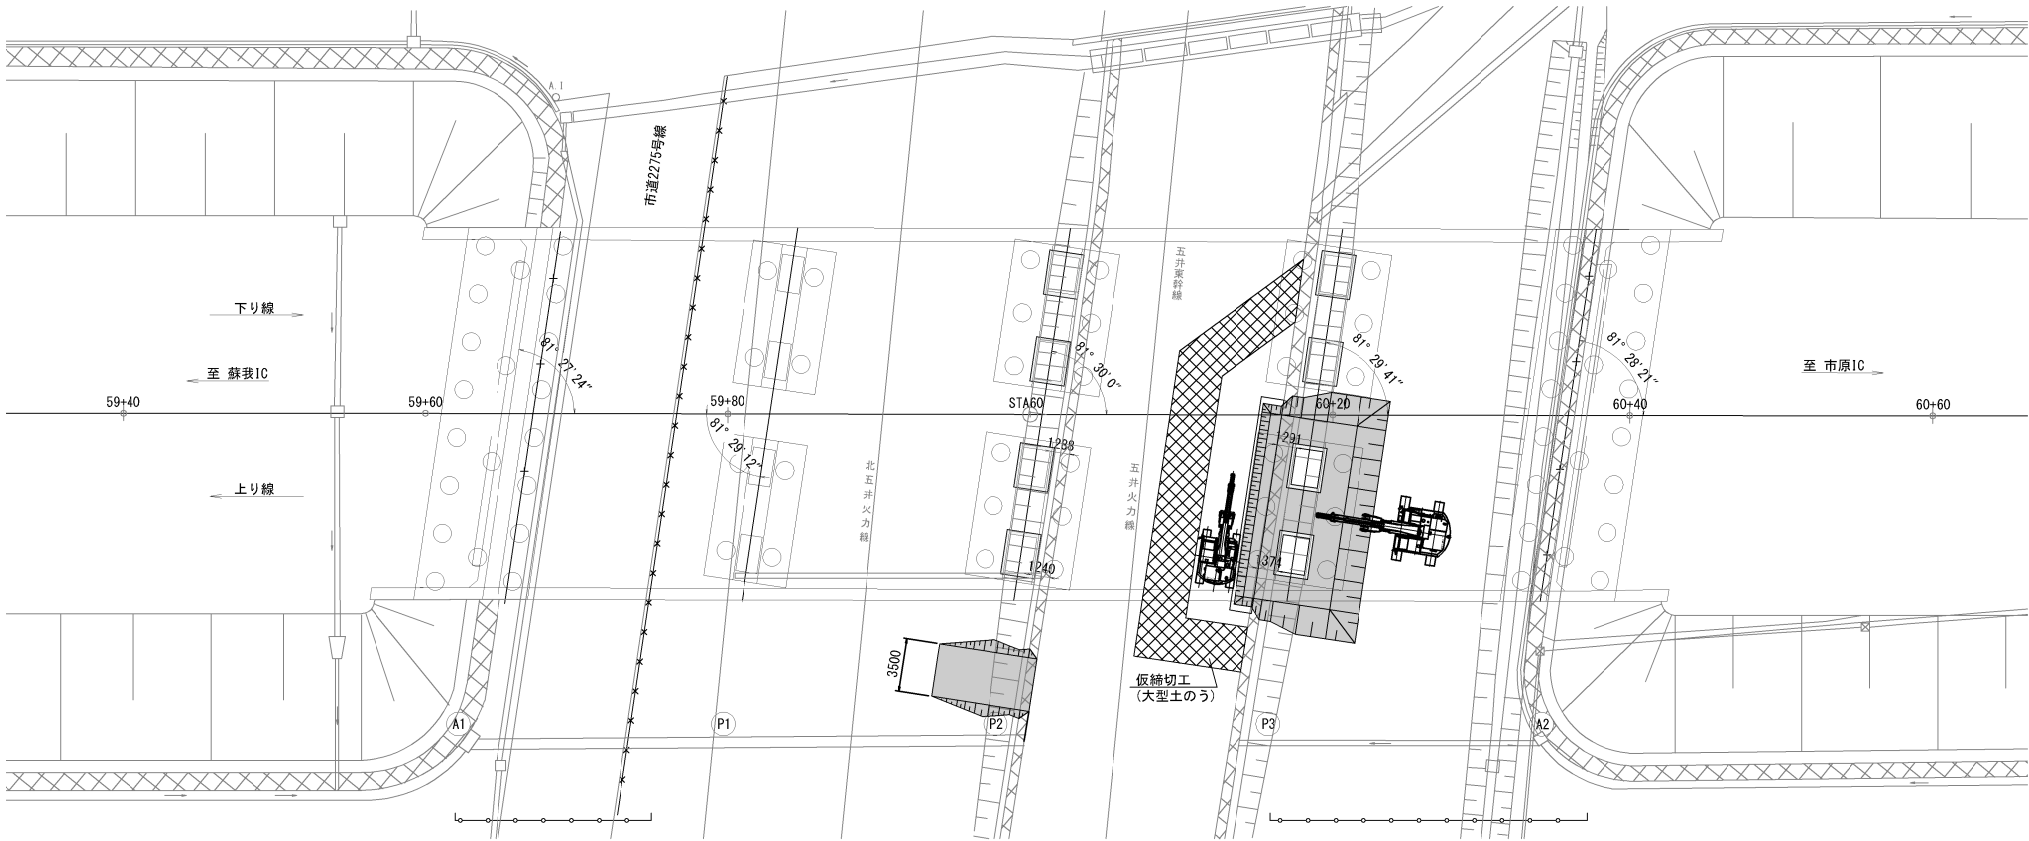 A.1
市道2275号線
五井東幹線
下り線
81° 27′24″
81° 30′0″
81° 29′41″
81° 28′21″
至 蘇我IC
至 市原IC
59+40
59+60
59+80
STA60
60+20
60+40
60+60
81° 29′12″
1238
1291
北五井火力線
五井火力線
上り線
1240
1374
3500
仮締切工
(大型土のう)
A1
P1
P2
P3
A2